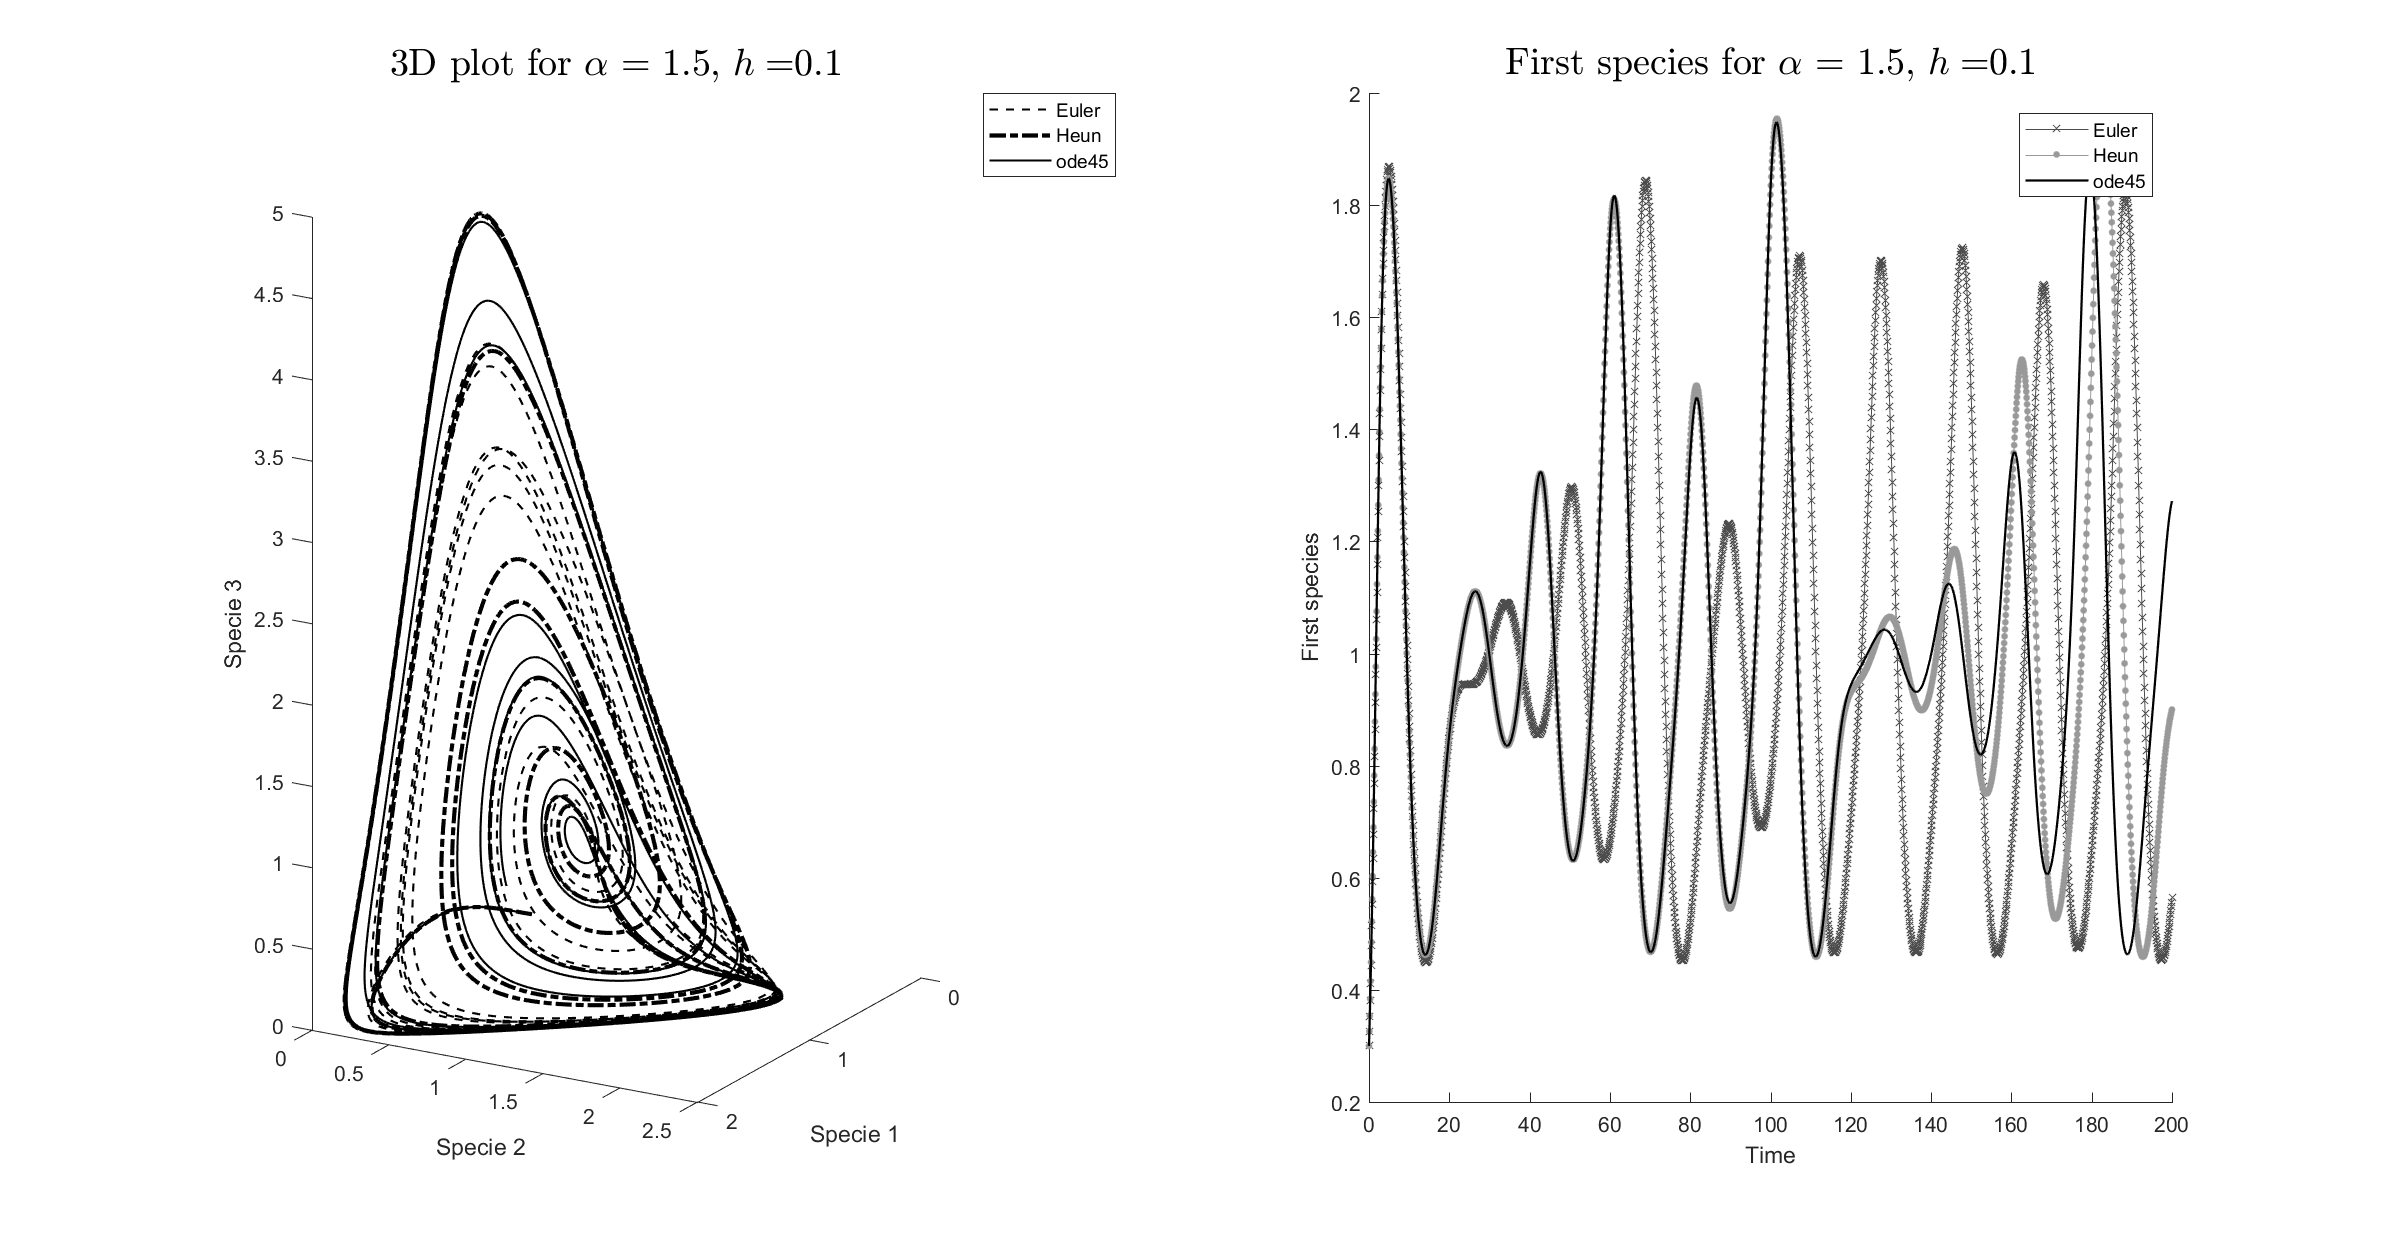 3D plot for α = 1.5, h =0.1
Euler
Heun
ode45
5
4.5
4
3.5
3
2.5
2
1.5
1
0.5
0
Specie 3
0
0.5
1
1.5
2
2.5
Specie 2
0
1
2
Specie 1
First species for α = 1.5, h =0.1
Euler
Heun
ode45
2
1.8
1.6
1.4
1.2
1
0.8
0.6
0.4
0.2
First species
0 20 40 60 80 100 120 140 160 180 200
Time